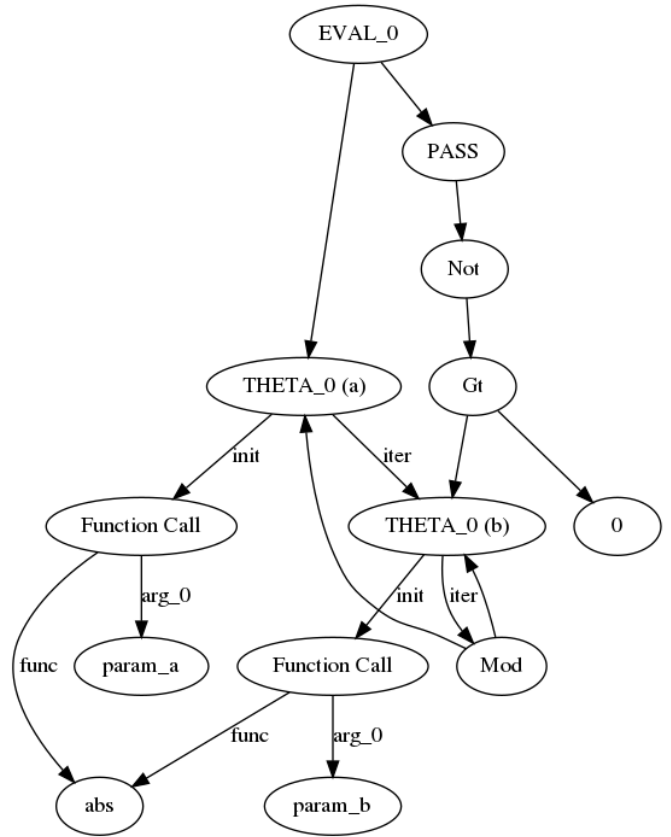 EVAL_0
PASS
Not
THETA_0 (a)
Gt
init
iter
Function Call
THETA_0 (b)
0
func
arg_0
init
iter
param_a
Function Call
Mod
func
arg_0
abs
param_b